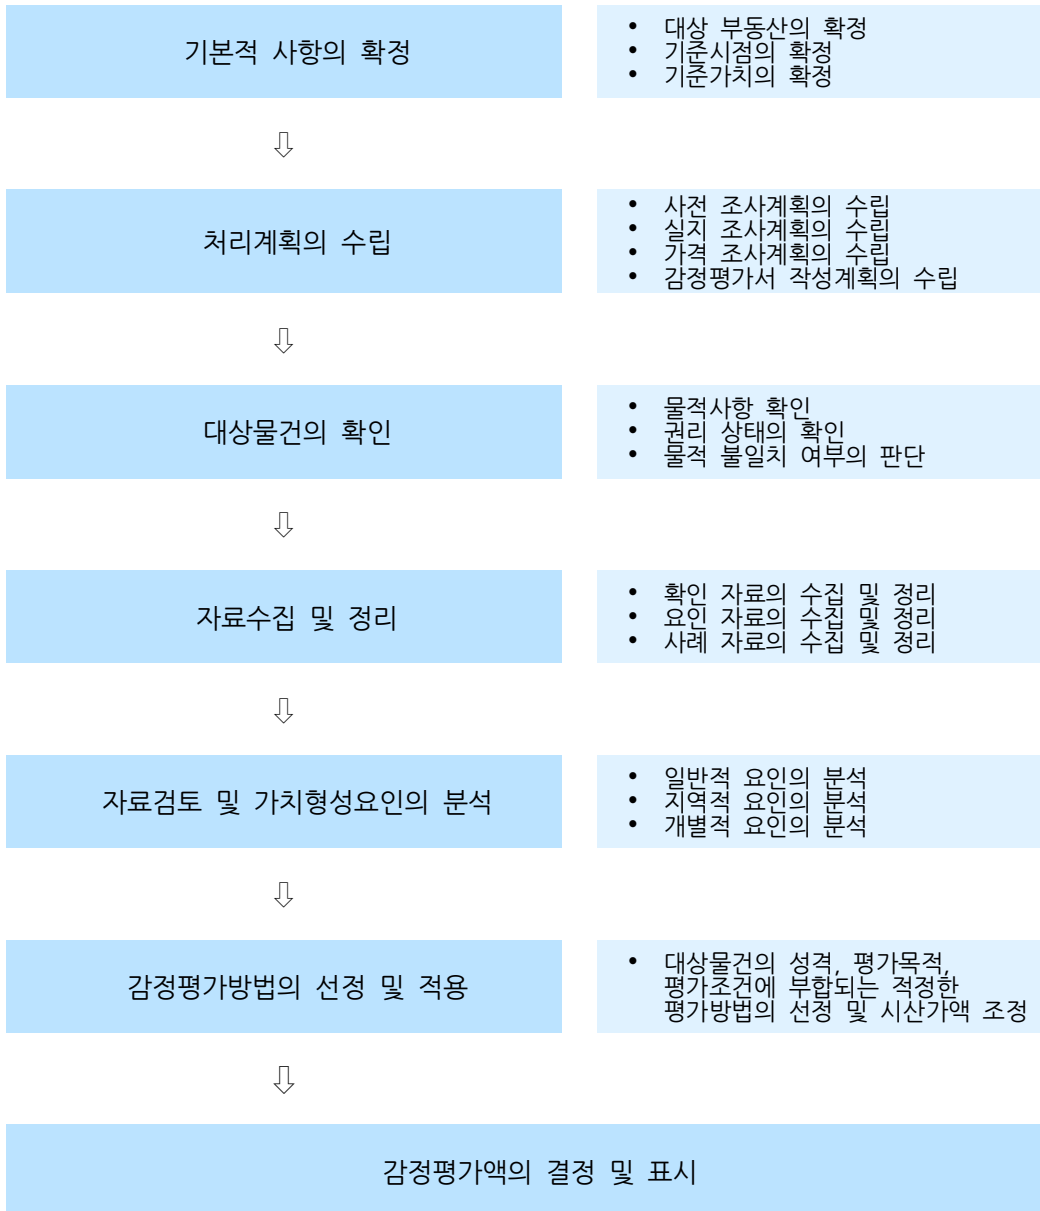 기본적 사항의 확정
• 대상 부동산의 확정
• 기준시점의 확정
• 기준가치의 확정
⇩
처리계획의 수립
• 사전 조사계획의 수립
• 실지 조사계획의 수립
• 가격 조사계획의 수립
• 감정평가서 작성계획의 수립
⇩
대상물건의 확인
• 물적사항 확인
• 권리 상태의 확인
• 물적 불일치 여부의 판단
⇩
자료수집 및 정리
• 확인 자료의 수집 및 정리
• 요인 자료의 수집 및 정리
• 사례 자료의 수집 및 정리
⇩
자료검토 및 가치형성요인의 분석
• 일반적 요인의 분석
• 지역적 요인의 분석
• 개별적 요인의 분석
⇩
감정평가방법의 선정 및 적용
• 대상물건의 성격, 평가목적,
평가조건에 부합되는 적정한
평가방법의 선정 및 시산가액 조정
⇩
감정평가액의 결정 및 표시